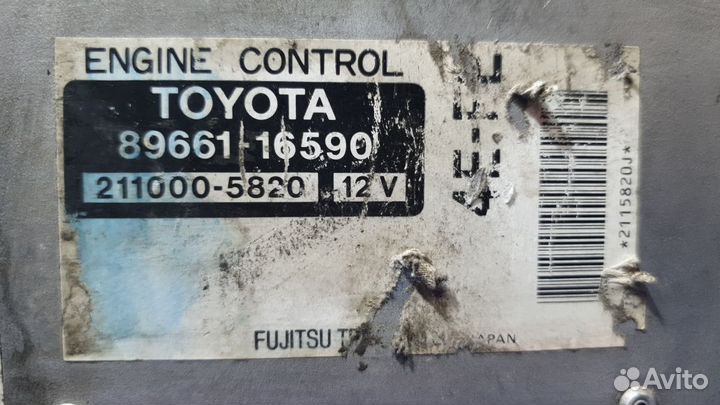 ENGINE CONTROL
TOYOTA
89661-16590
211000-5820 12 V
FUJITSU
JAPAN
*2115820J*
Avito